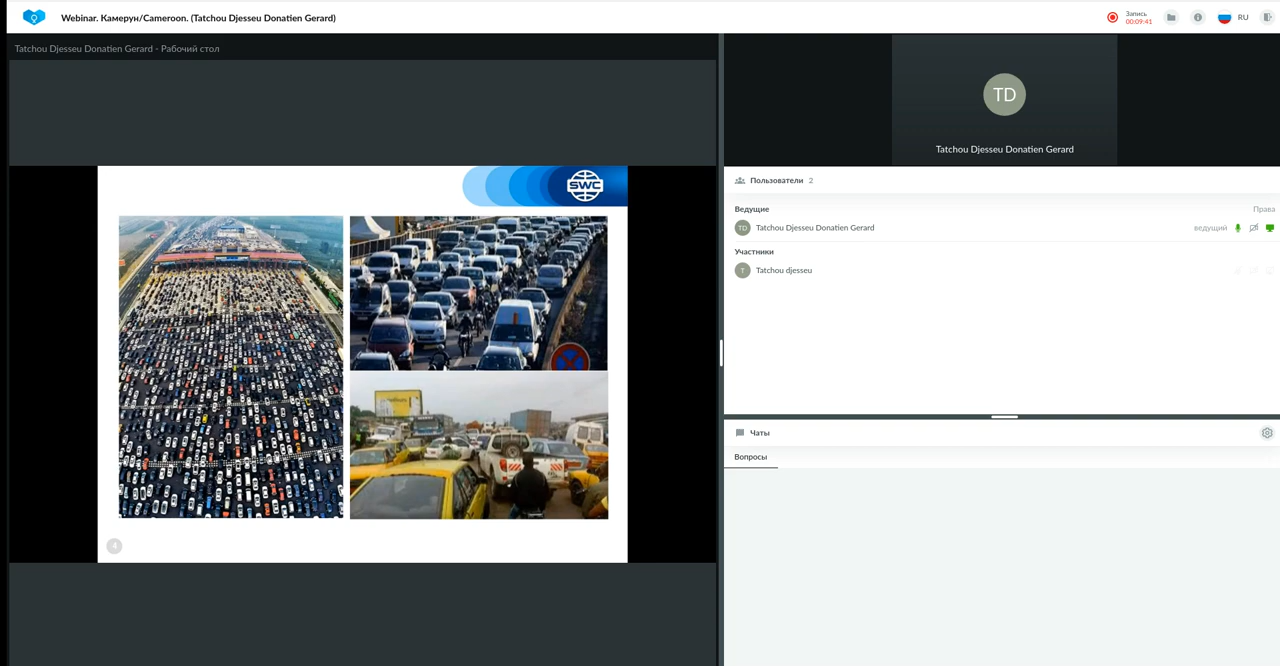 Webinar. Камерун/Cameroon. (Tatchou Djesseu Donatien Gerard)
Запись
00:09:41
RU
Tatchou Djesseu Donatien Gerard - Рабочий стол
SWC
4
TD
Tatchou Djesseu Donatien Gerard
Пользователи 2
Ведущие Права
TD Tatchou Djesseu Donatien Gerard ведущий
Участники
T Tatchou djesseu
Чаты
Вопросы